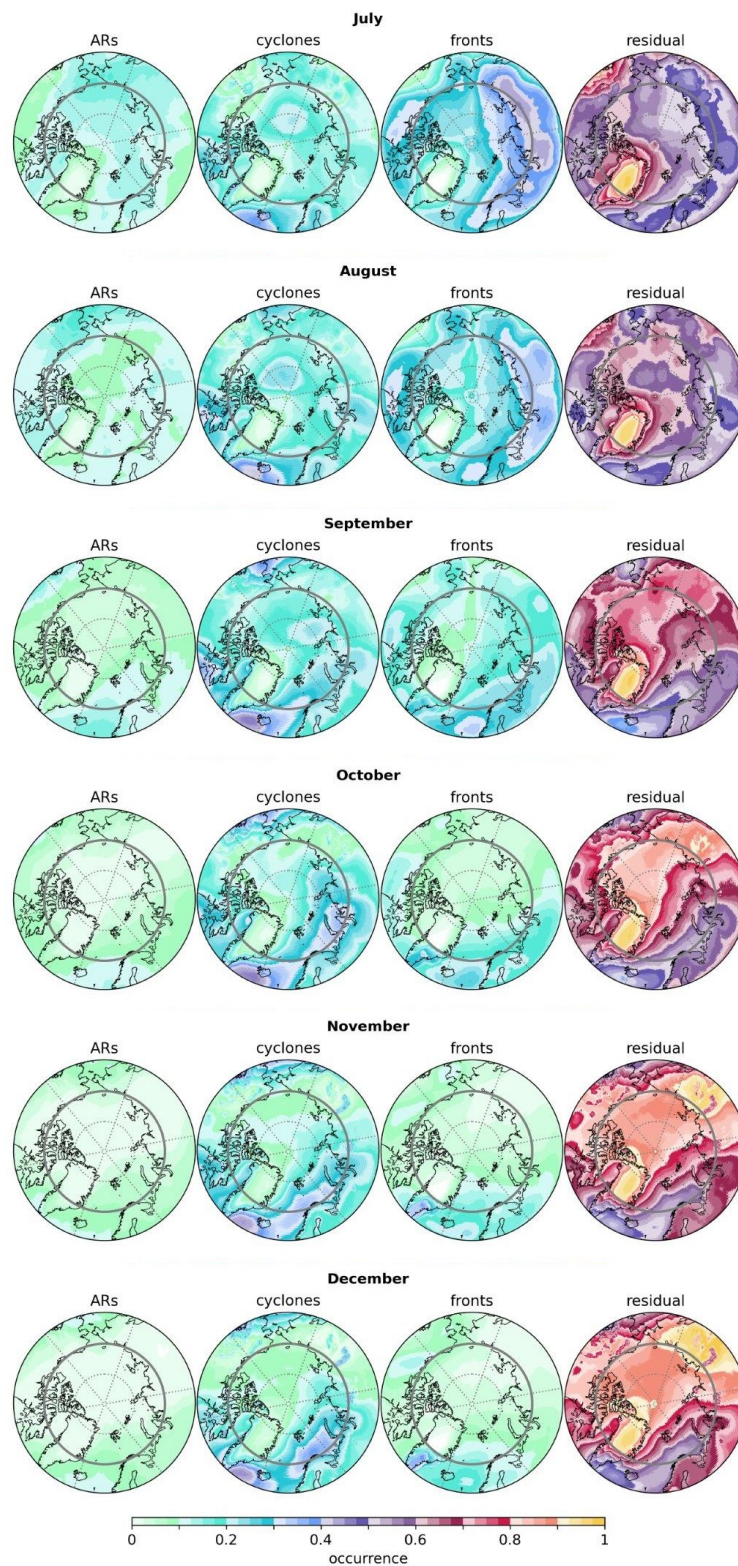 July
ARs cyclones fronts residual
August
ARs cyclones fronts residual
September
ARs cyclones fronts residual
October
ARs cyclones fronts residual
November
ARs cyclones fronts residual
December
ARs cyclones fronts residual
0 0.2 0.4 0.6 0.8 1
occurrence